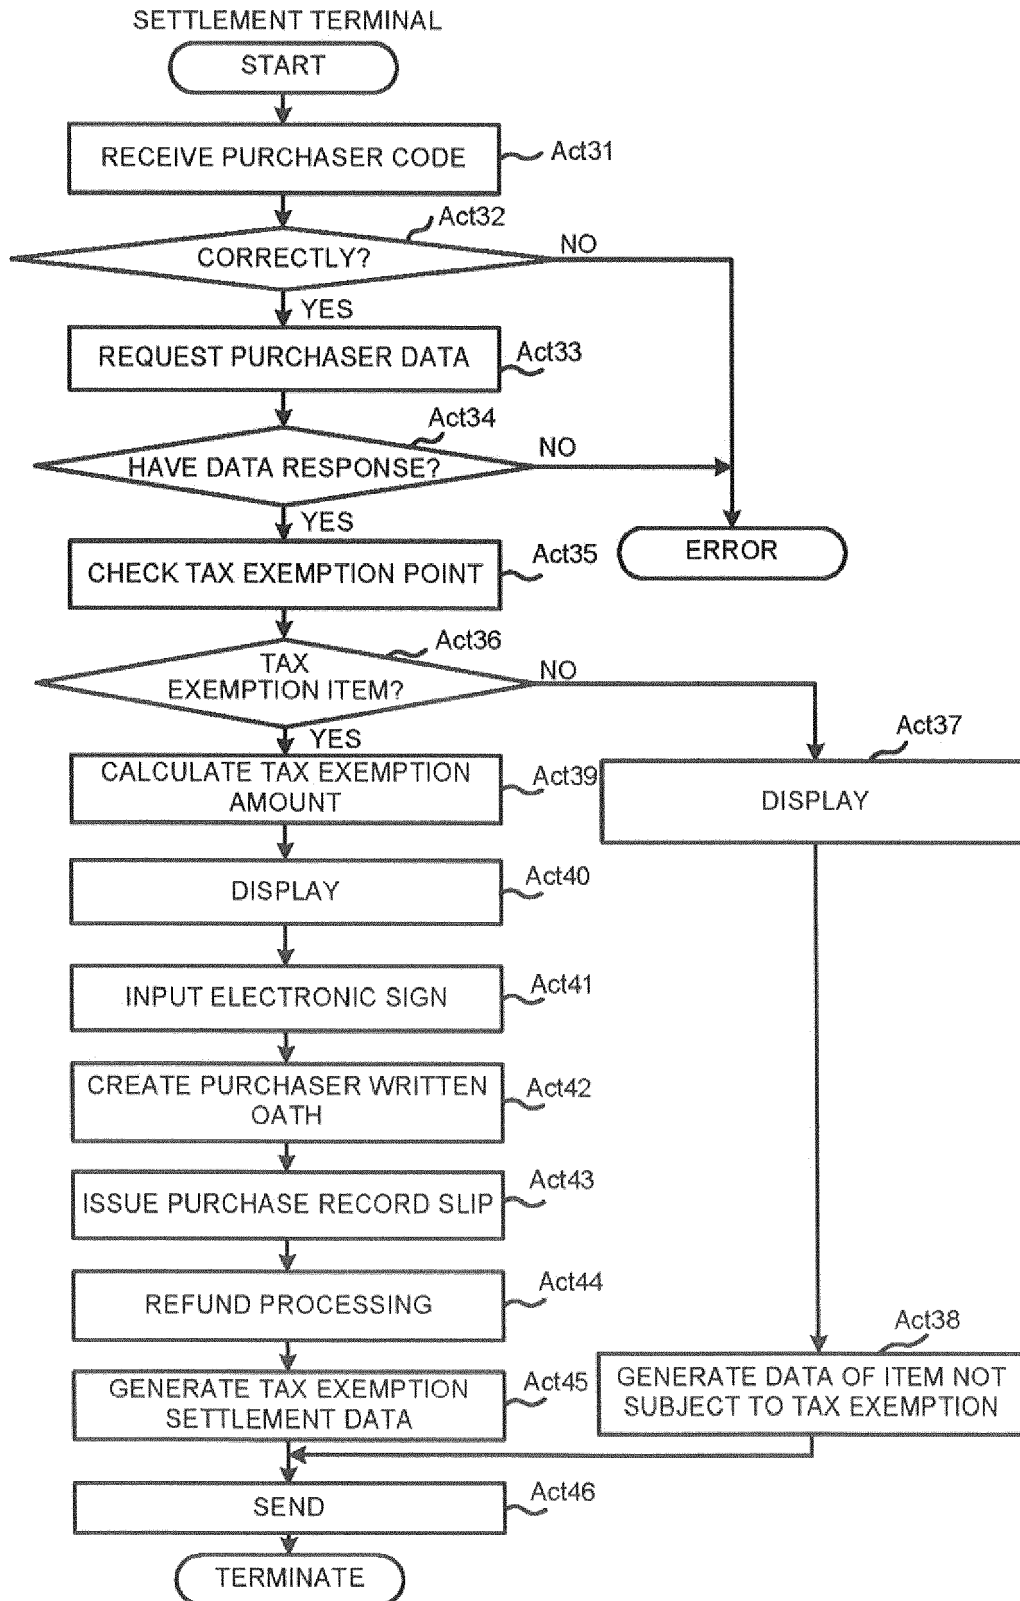 SETTLEMENT TERMINAL
START
RECEIVE PURCHASER CODE
Act31
Act32
CORRECTLY?
NO
YES
REQUEST PURCHASER DATA
Act33
Act34
HAVE DATA RESPONSE?
NO
YES
ERROR
CHECK TAX EXEMPTION POINT
Act35
Act36
TAX
EXEMPTION ITEM?
NO
YES
Act37
DISPLAY
CALCULATE TAX EXEMPTION
AMOUNT
Act39
DISPLAY
Act40
INPUT ELECTRONIC SIGN
Act41
CREATE PURCHASER WRITTEN
OATH
Act42
ISSUE PURCHASE RECORD SLIP
Act43
REFUND PROCESSING
Act44
Act38
GENERATE DATA OF ITEM NOT
SUBJECT TO TAX EXEMPTION
GENERATE TAX EXEMPTION
SETTLEMENT DATA
Act45
SEND
Act46
TERMINATE